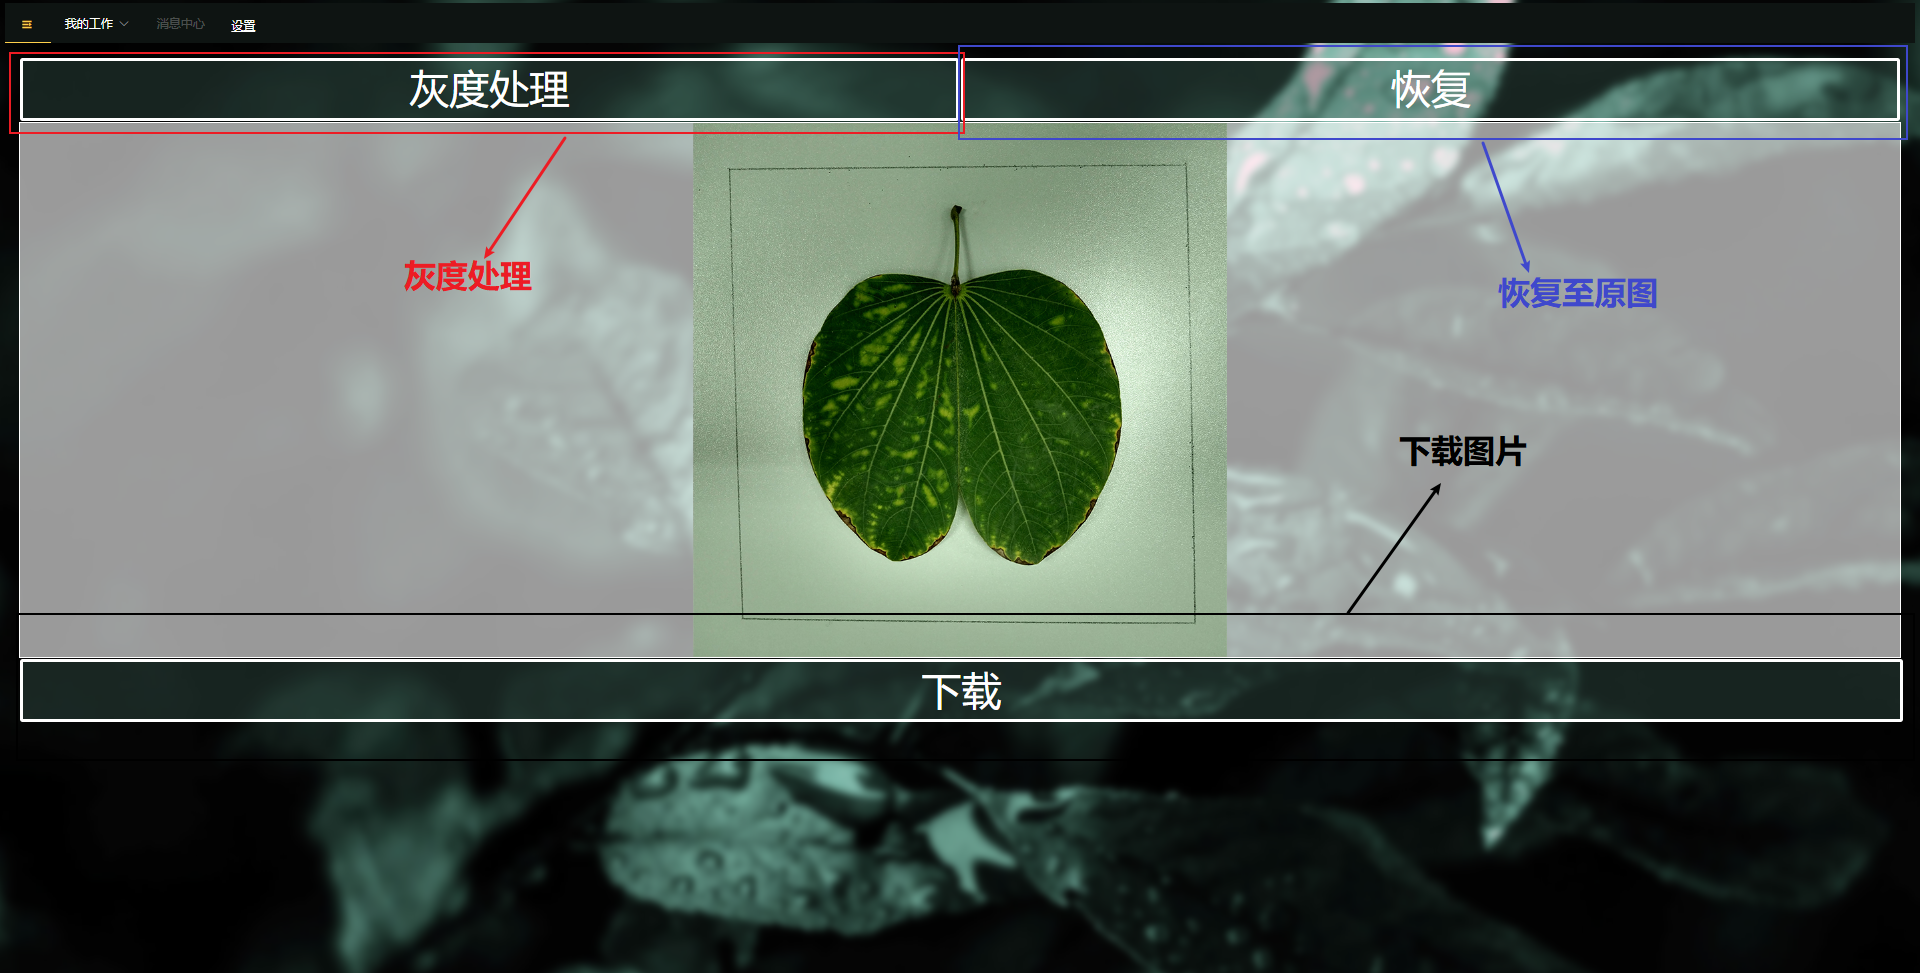 我的工作
消息中心
设置
灰度处理
恢复
灰度处理
恢复至原图
下载图片
下载